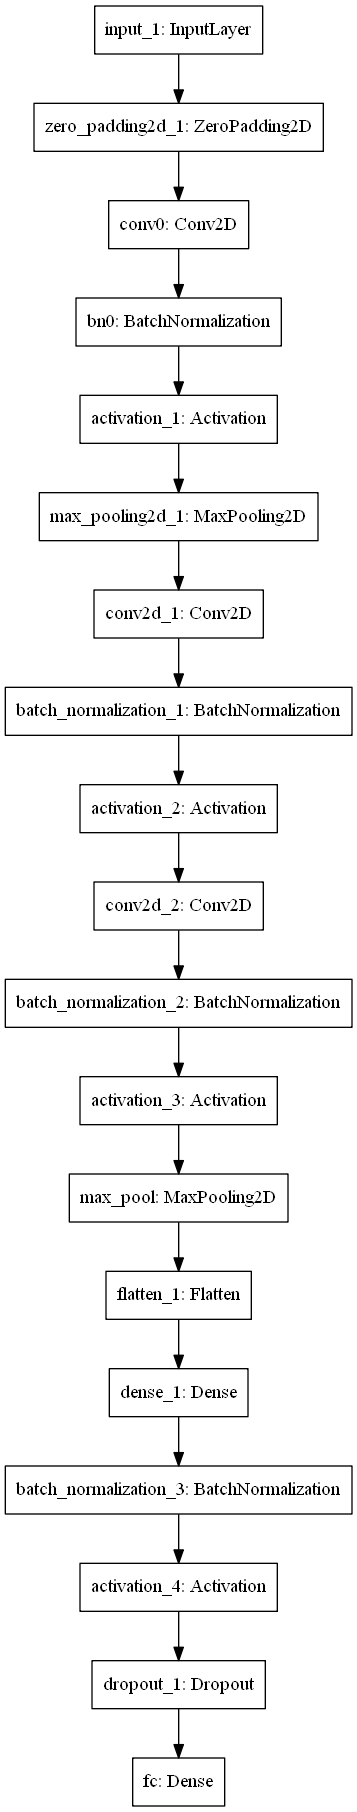 input_1: InputLayer
zero_padding2d_1: ZeroPadding2D
conv0: Conv2D
bn0: BatchNormalization
activation_1: Activation
max_pooling2d_1: MaxPooling2D
conv2d_1: Conv2D
batch_normalization_1: BatchNormalization
activation_2: Activation
conv2d_2: Conv2D
batch_normalization_2: BatchNormalization
activation_3: Activation
max_pool: MaxPooling2D
flatten_1: Flatten
dense_1: Dense
batch_normalization_3: BatchNormalization
activation_4: Activation
dropout_1: Dropout
fc: Dense